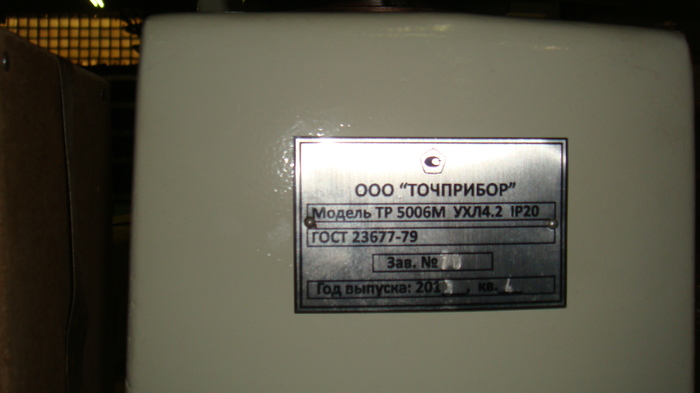 ООО "ТОЧПРИБОР"
Модель ТР 5006М УХЛ4.2 IP20
ГОСТ 23677-79
Зав. №
Год выпуска: 201 , кв.